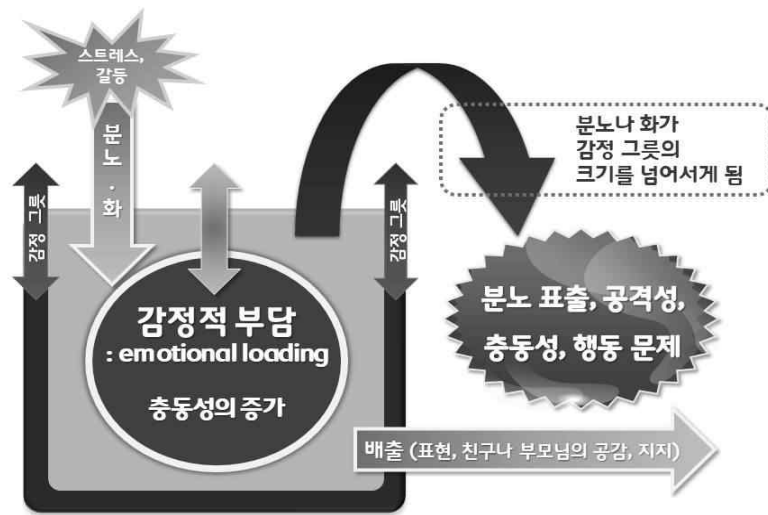 스트레스,
갈등
분노 · 화
감정 그릇
감정 그릇
분노나 화가
감정 그릇의
크기를 넘어서게 됨
감정적 부담
: emotional loading
충동성의 증가
분노 표출, 공격성,
충동성, 행동 문제
배출 (표현, 친구나 부모님의 공감, 지지)